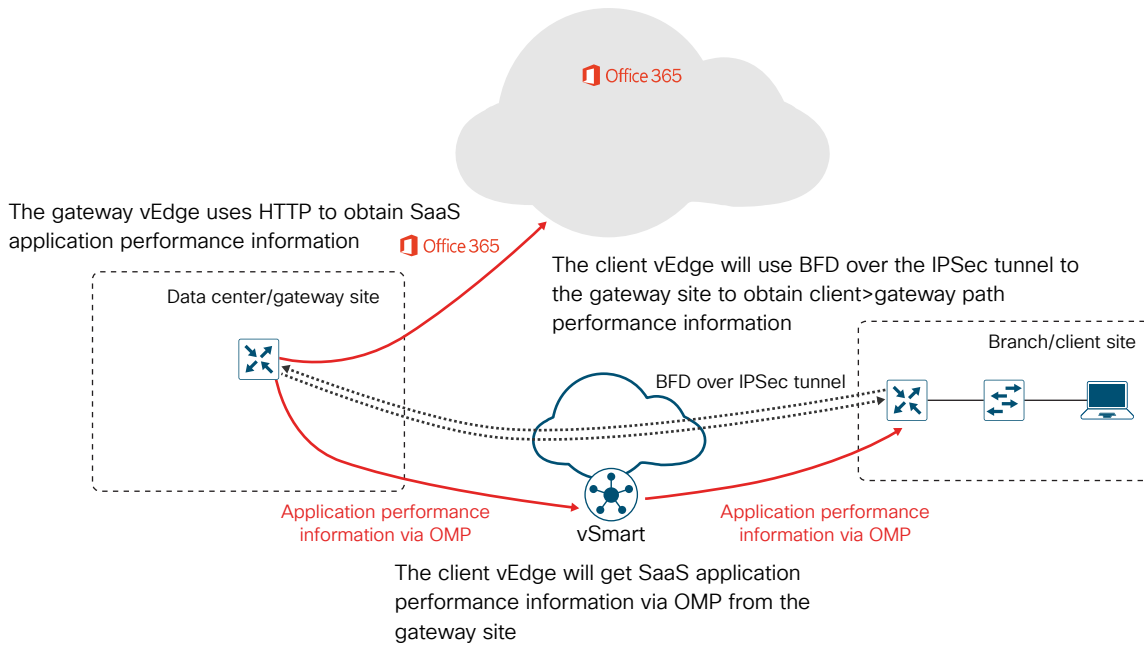 Office 365
The gateway vEdge uses HTTP to obtain SaaS
application performance information
Office 365
The client vEdge will use BFD over the IPSec tunnel to
the gateway site to obtain client>gateway path
performance information
Data center/gateway site
Branch/client site
BFD over IPSec tunnel
Application performance
information via OMP
vSmart
Application performance
information via OMP
The client vEdge will get SaaS application
performance information via OMP from the
gateway site